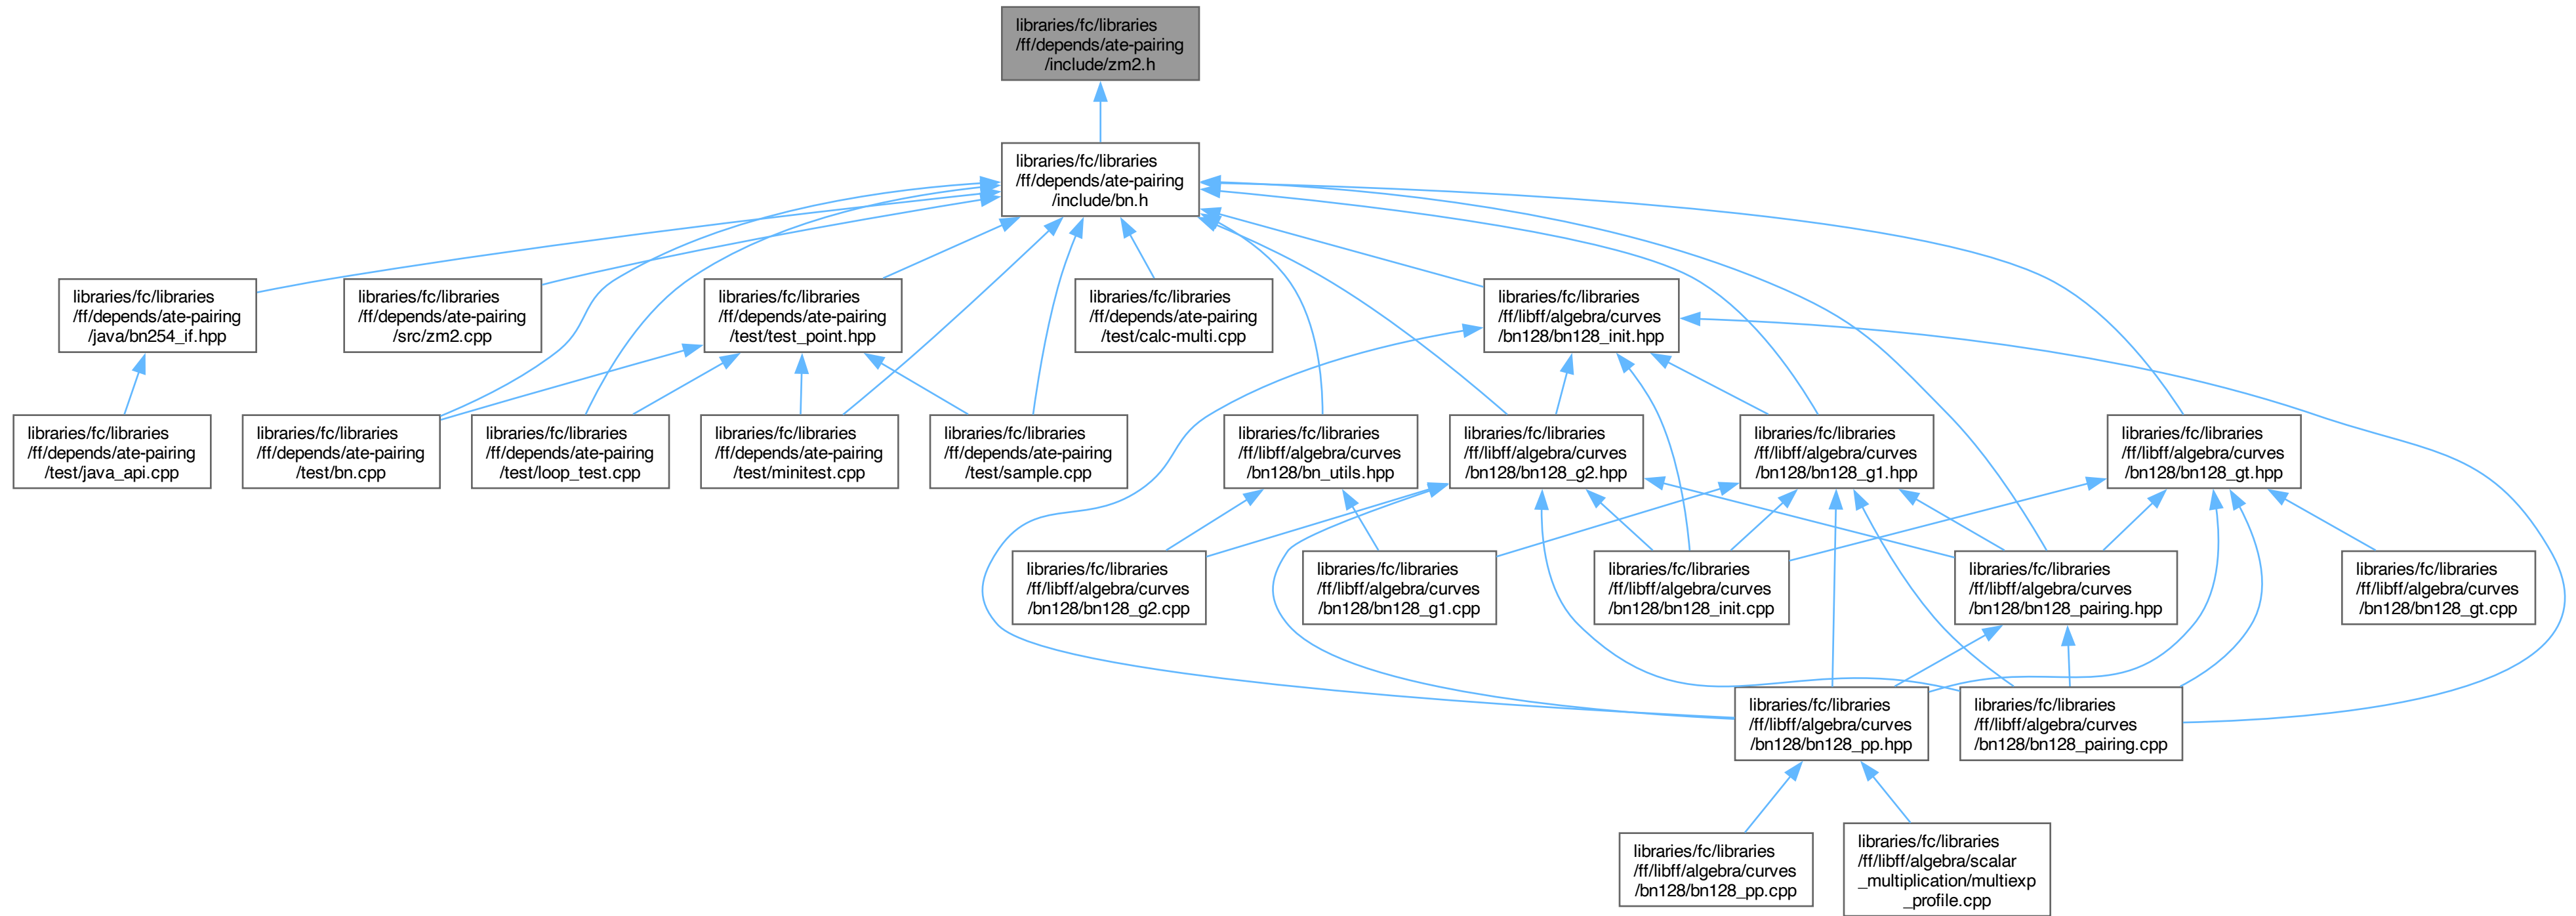 libraries/fc/libraries
/ff/depends/ate-pairing
/include/zm2.h
libraries/fc/libraries
/ff/depends/ate-pairing
/include/bn.h
libraries/fc/libraries
/ff/depends/ate-pairing
/java/bn254_if.hpp
libraries/fc/libraries
/ff/depends/ate-pairing
/src/zm2.cpp
libraries/fc/libraries
/ff/depends/ate-pairing
/test/test_point.hpp
libraries/fc/libraries
/ff/depends/ate-pairing
/test/calc-multi.cpp
libraries/fc/libraries
/ff/libff/algebra/curves
/bn128/bn128_init.hpp
libraries/fc/libraries
/ff/depends/ate-pairing
/test/java_api.cpp
libraries/fc/libraries
/ff/depends/ate-pairing
/test/bn.cpp
libraries/fc/libraries
/ff/depends/ate-pairing
/test/loop_test.cpp
libraries/fc/libraries
/ff/depends/ate-pairing
/test/minitest.cpp
libraries/fc/libraries
/ff/depends/ate-pairing
/test/sample.cpp
libraries/fc/libraries
/ff/libff/algebra/curves
/bn128/bn_utils.hpp
libraries/fc/libraries
/ff/libff/algebra/curves
/bn128/bn128_g2.hpp
libraries/fc/libraries
/ff/libff/algebra/curves
/bn128/bn128_g1.hpp
libraries/fc/libraries
/ff/libff/algebra/curves
/bn128/bn128_gt.hpp
libraries/fc/libraries
/ff/libff/algebra/curves
/bn128/bn128_g2.cpp
libraries/fc/libraries
/ff/libff/algebra/curves
/bn128/bn128_g1.cpp
libraries/fc/libraries
/ff/libff/algebra/curves
/bn128/bn128_init.cpp
libraries/fc/libraries
/ff/libff/algebra/curves
/bn128/bn128_pairing.hpp
libraries/fc/libraries
/ff/libff/algebra/curves
/bn128/bn128_gt.cpp
libraries/fc/libraries
/ff/libff/algebra/curves
/bn128/bn128_pp.hpp
libraries/fc/libraries
/ff/libff/algebra/curves
/bn128/bn128_pairing.cpp
libraries/fc/libraries
/ff/libff/algebra/curves
/bn128/bn128_pp.cpp
libraries/fc/libraries
/ff/libff/algebra/scalar
_multiplication/multiexp
_profile.cpp